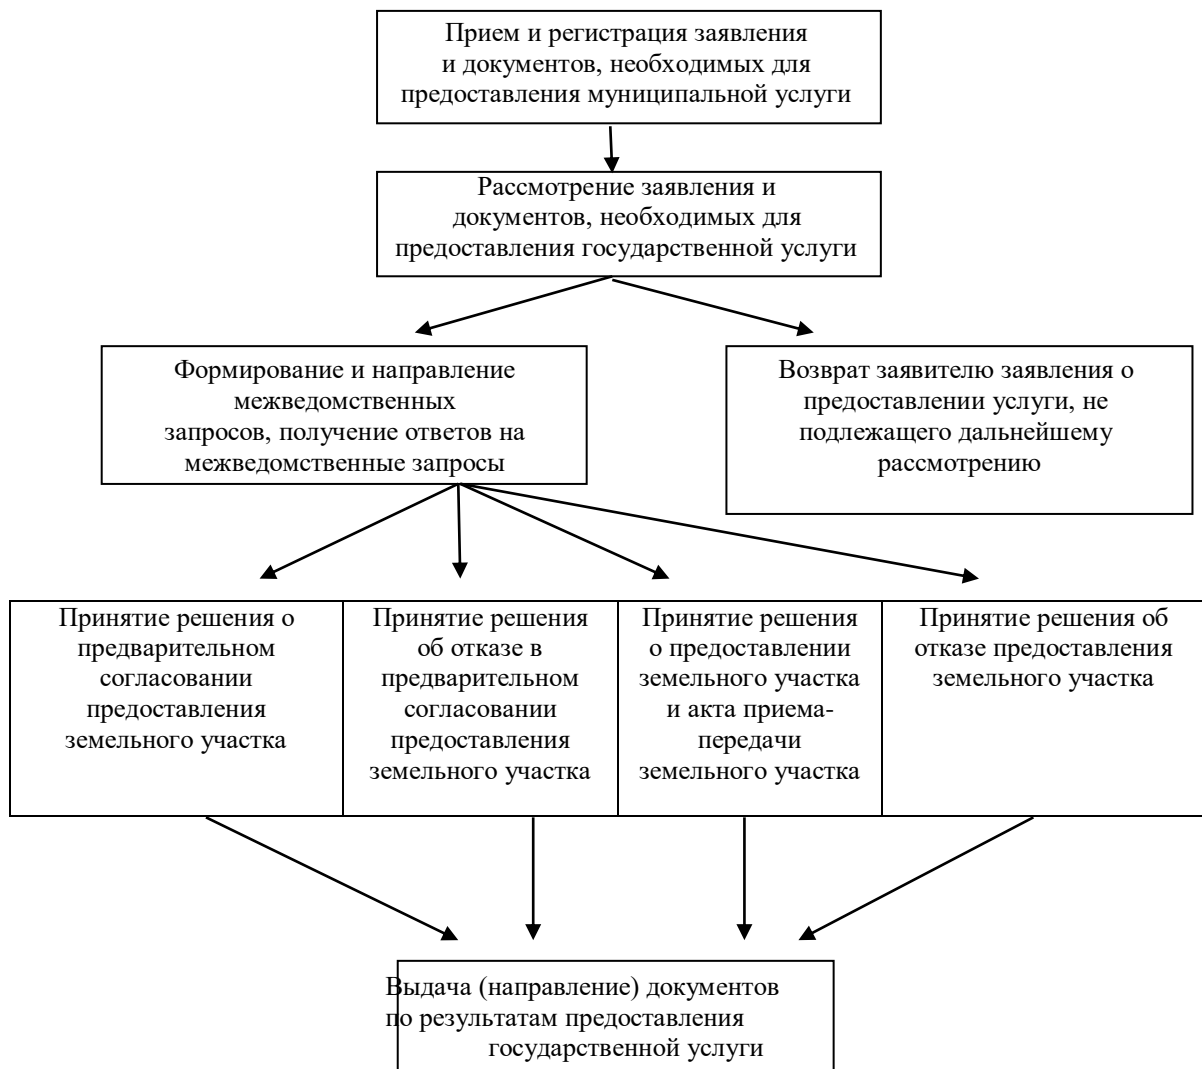 Прием и регистрация заявления
и документов, необходимых для
предоставления муниципальной услуги
Рассмотрение заявления и
документов, необходимых для
предоставления государственной услуги
Формирование и направление
межведомственных
запросов, получение ответов на
межведомственные запросы
Возврат заявителю заявления о
предоставлении услуги, не
подлежащего дальнейшему
рассмотрению
Принятие решения о
предварительном
согласовании
предоставления
земельного участка
Принятие решения
об отказе в
предварительном
согласовании
предоставления
земельного участка
Принятие решения
о предоставлении
земельного участка
и акта приема-
передачи
земельного участка
Принятие решения об
отказе предоставления
земельного участка
Выдача (направление) документов
по результатам предоставления
государственной услуги